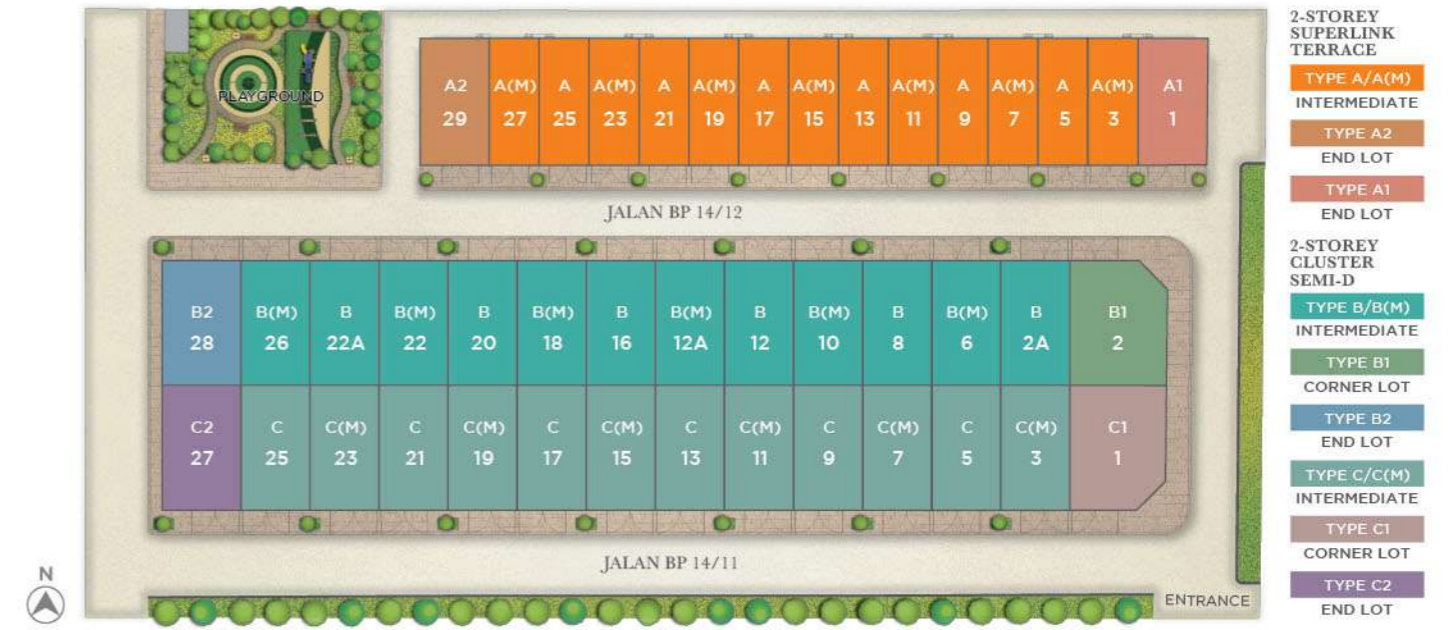 PLAYGROUND
A2 A(M) A A(M) A A(M) A A(M) A A(M) A A(M) A A(M) A1
29 27 25 23 21 19 17 15 13 11 9 7 5 3 1
JALAN BP 14/12
B2 B(M) B B(M) B B(M) B B(M) B B(M) B B(M) B B1
28 26 22A 22 20 18 16 12A 12 10 8 6 2A 2
C2 C C(M) C C(M) C C(M) C C(M) C C(M) C C(M) C1
27 25 23 21 19 17 15 13 11 9 7 5 3 1
JALAN BP 14/11
ENTRANCE
N
2-STOREY
SUPERLINK
TERRACE
TYPE A/A(M)
INTERMEDIATE
TYPE A2
END LOT
TYPE A1
END LOT
2-STOREY
CLUSTER
SEMI-D
TYPE B/B(M)
INTERMEDIATE
TYPE B1
CORNER LOT
TYPE B2
END LOT
TYPE C/C(M)
INTERMEDIATE
TYPE C1
CORNER LOT
TYPE C2
END LOT